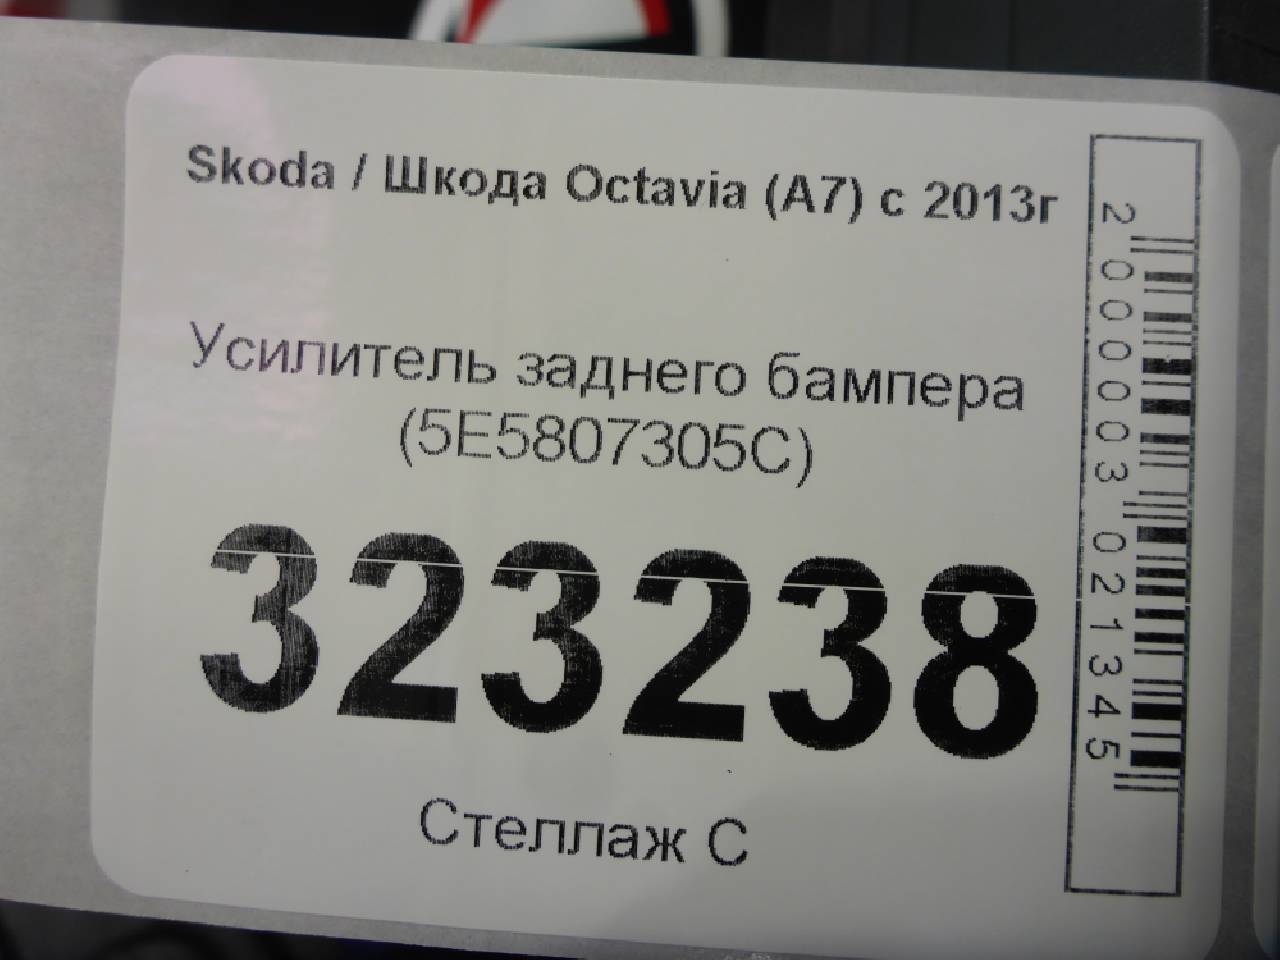 Skoda / Шкода Octavia (A7) с 2013г
Усилитель заднего бампера
(5E5807305C)
323238
Стеллаж С
2000003021345